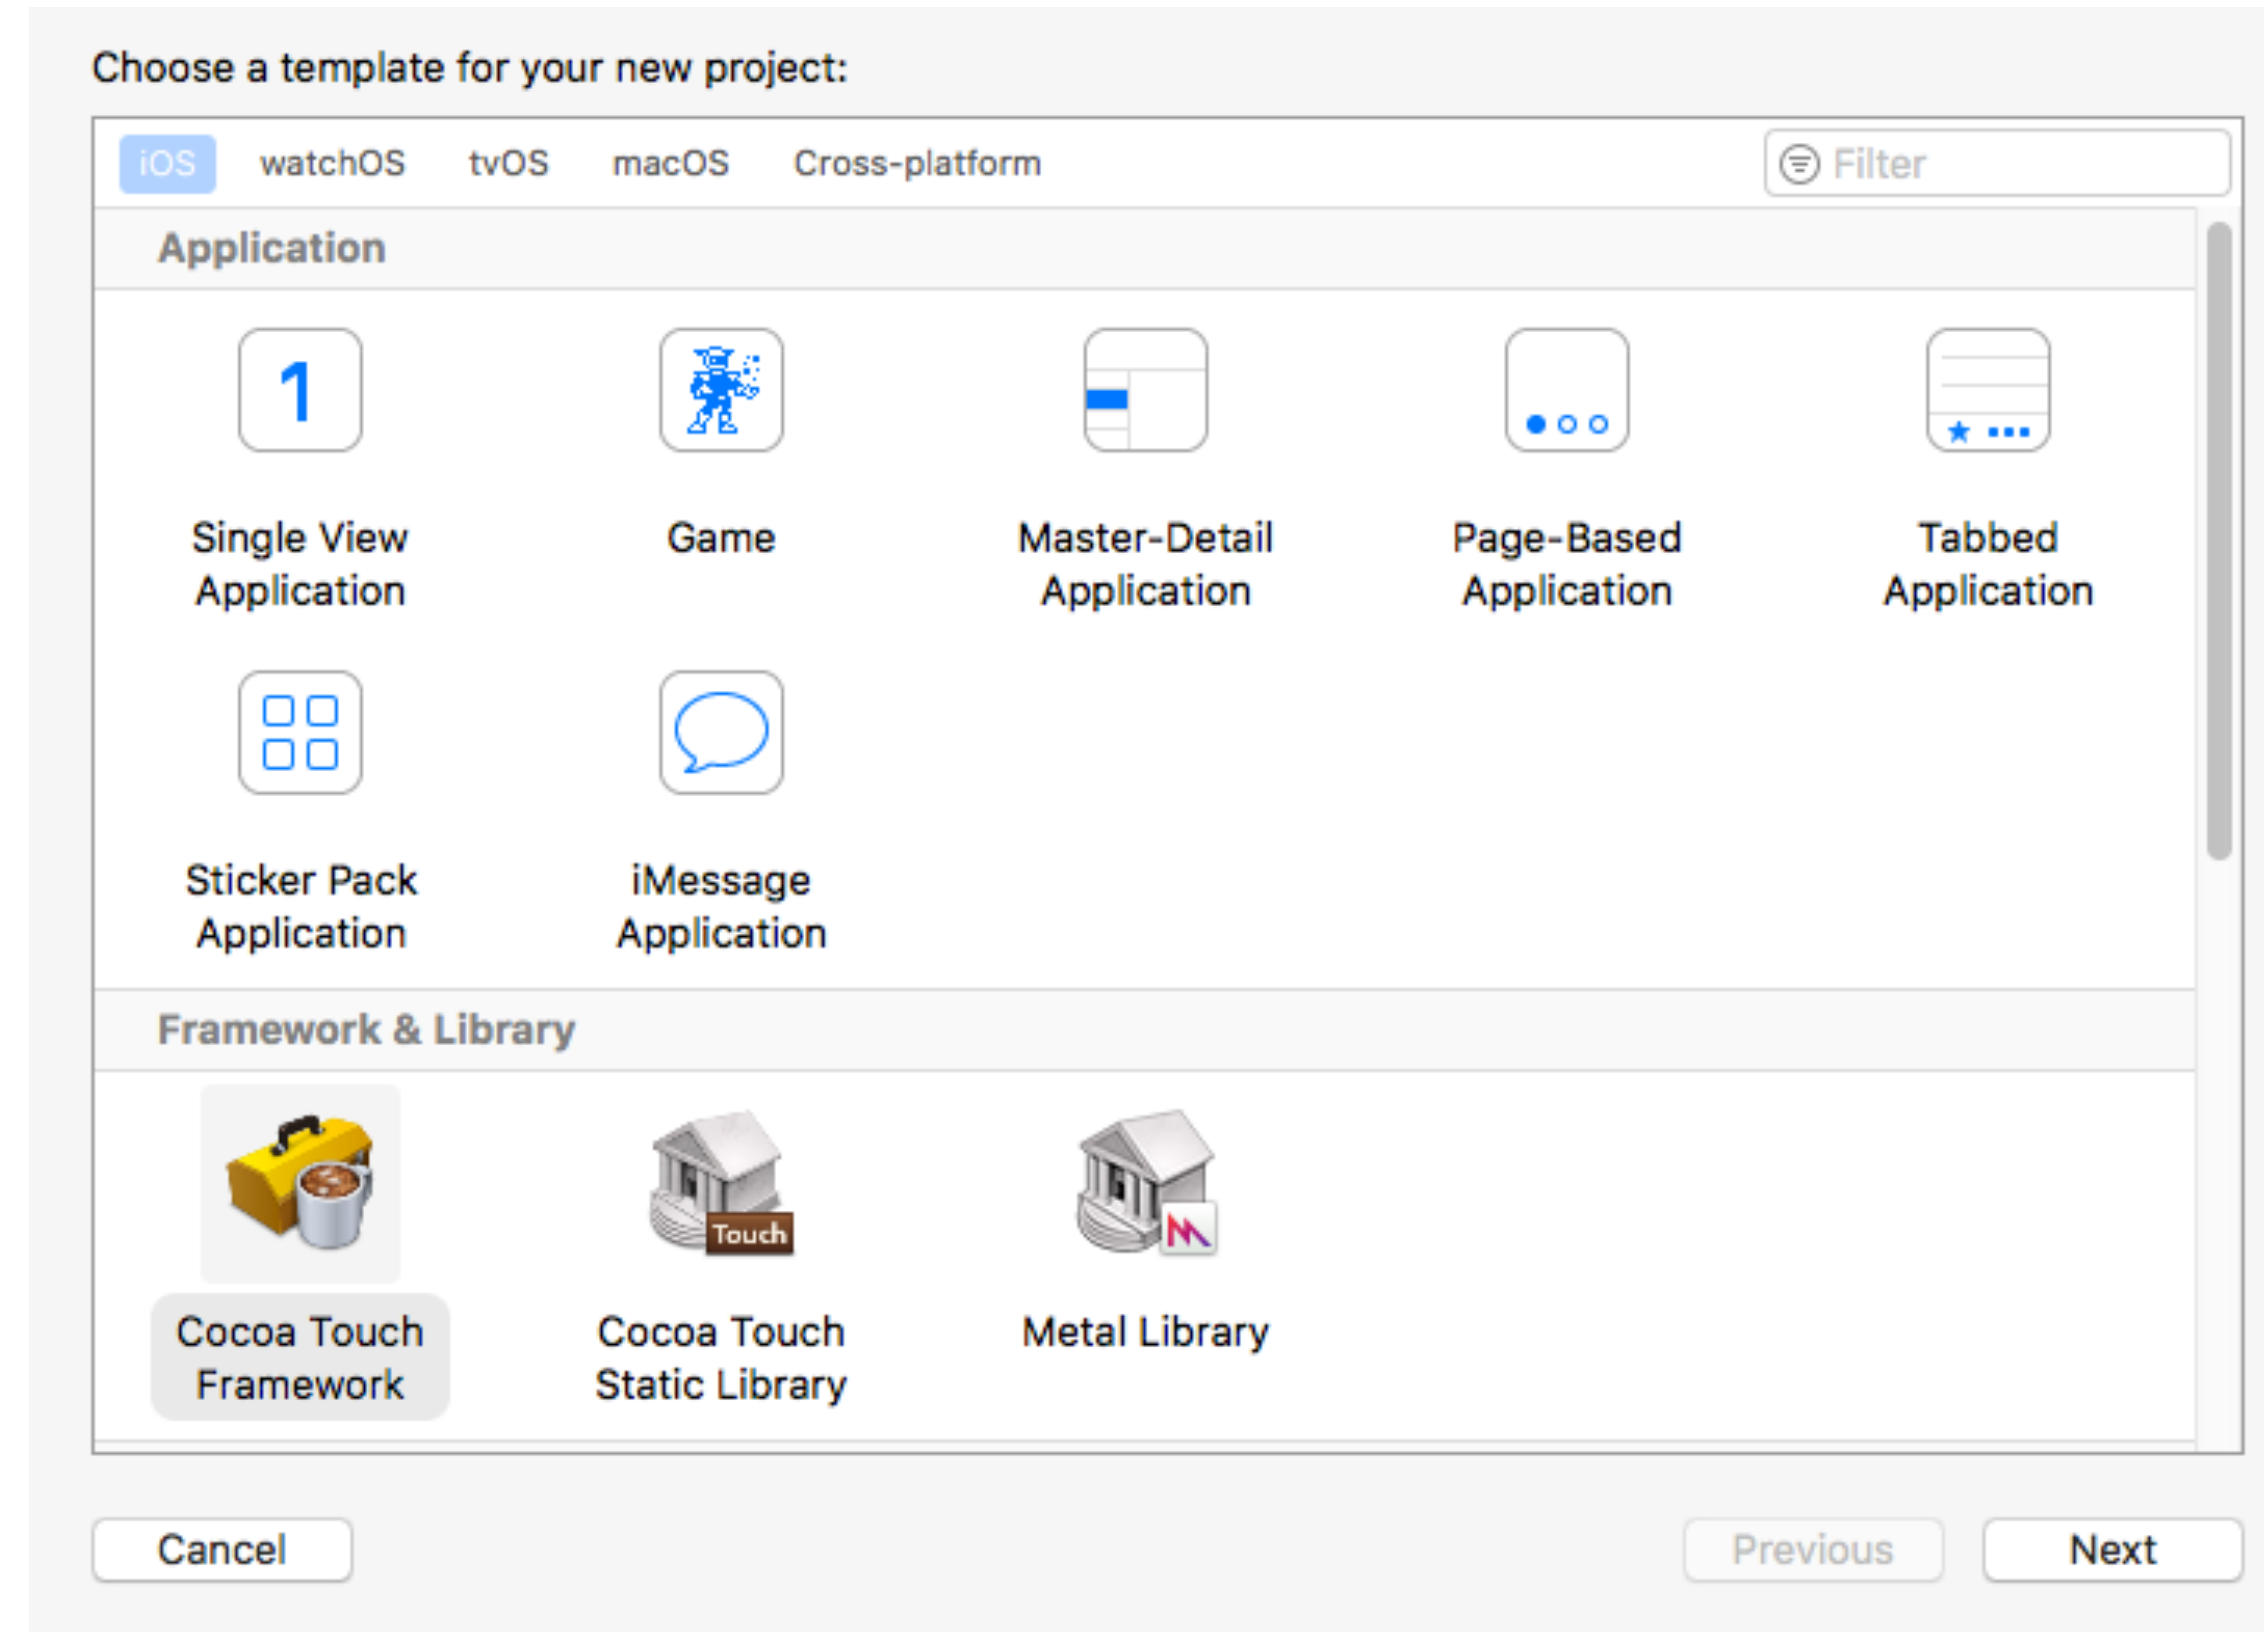 Choose a template for your new project:
iOS watchOS tvOS macOS Cross-platform Filter
Application
1
Single View Application
Game
Master-Detail Application
Page-Based Application
Tabbed Application
Sticker Pack Application
iMessage Application
Framework & Library
Touch
Cocoa Touch Framework
Cocoa Touch Static Library
Metal Library
Cancel Previous Next